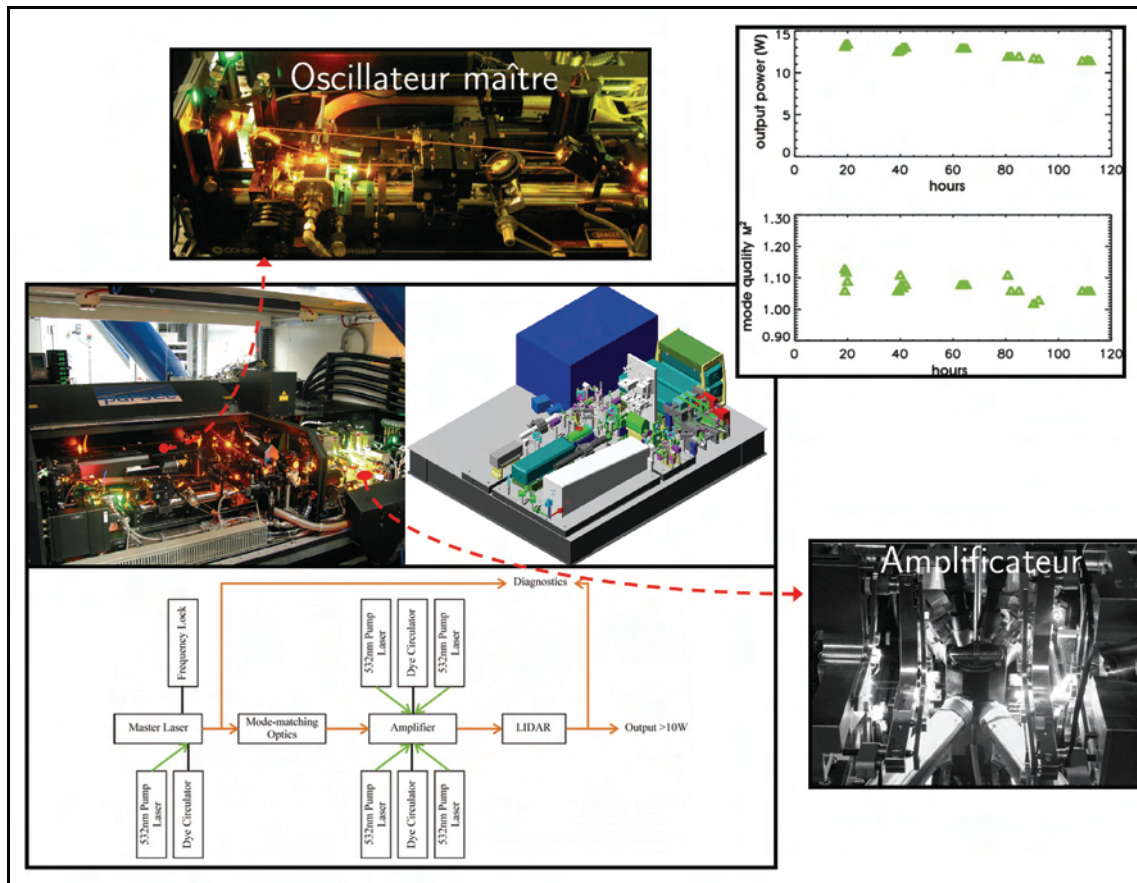 Oscillateur maître
output power (W)
15
10
5
0
0 20 40 60 80 100 120
hours
mode quality M²
1.30
1.20
1.10
1.00
0.90
0 20 40 60 80 100 120
hours
parsec
Amplificateur
Diagnostics
Frequency Lock
532nm Pump Laser
Dye Circulator
532nm Pump Laser
Master Laser
Mode-matching
Optics
Amplifier
LIDAR
Output >10W
532nm Pump Laser
Dye Circulator
532nm Pump Laser
Dye Circulator
532nm Pump Laser